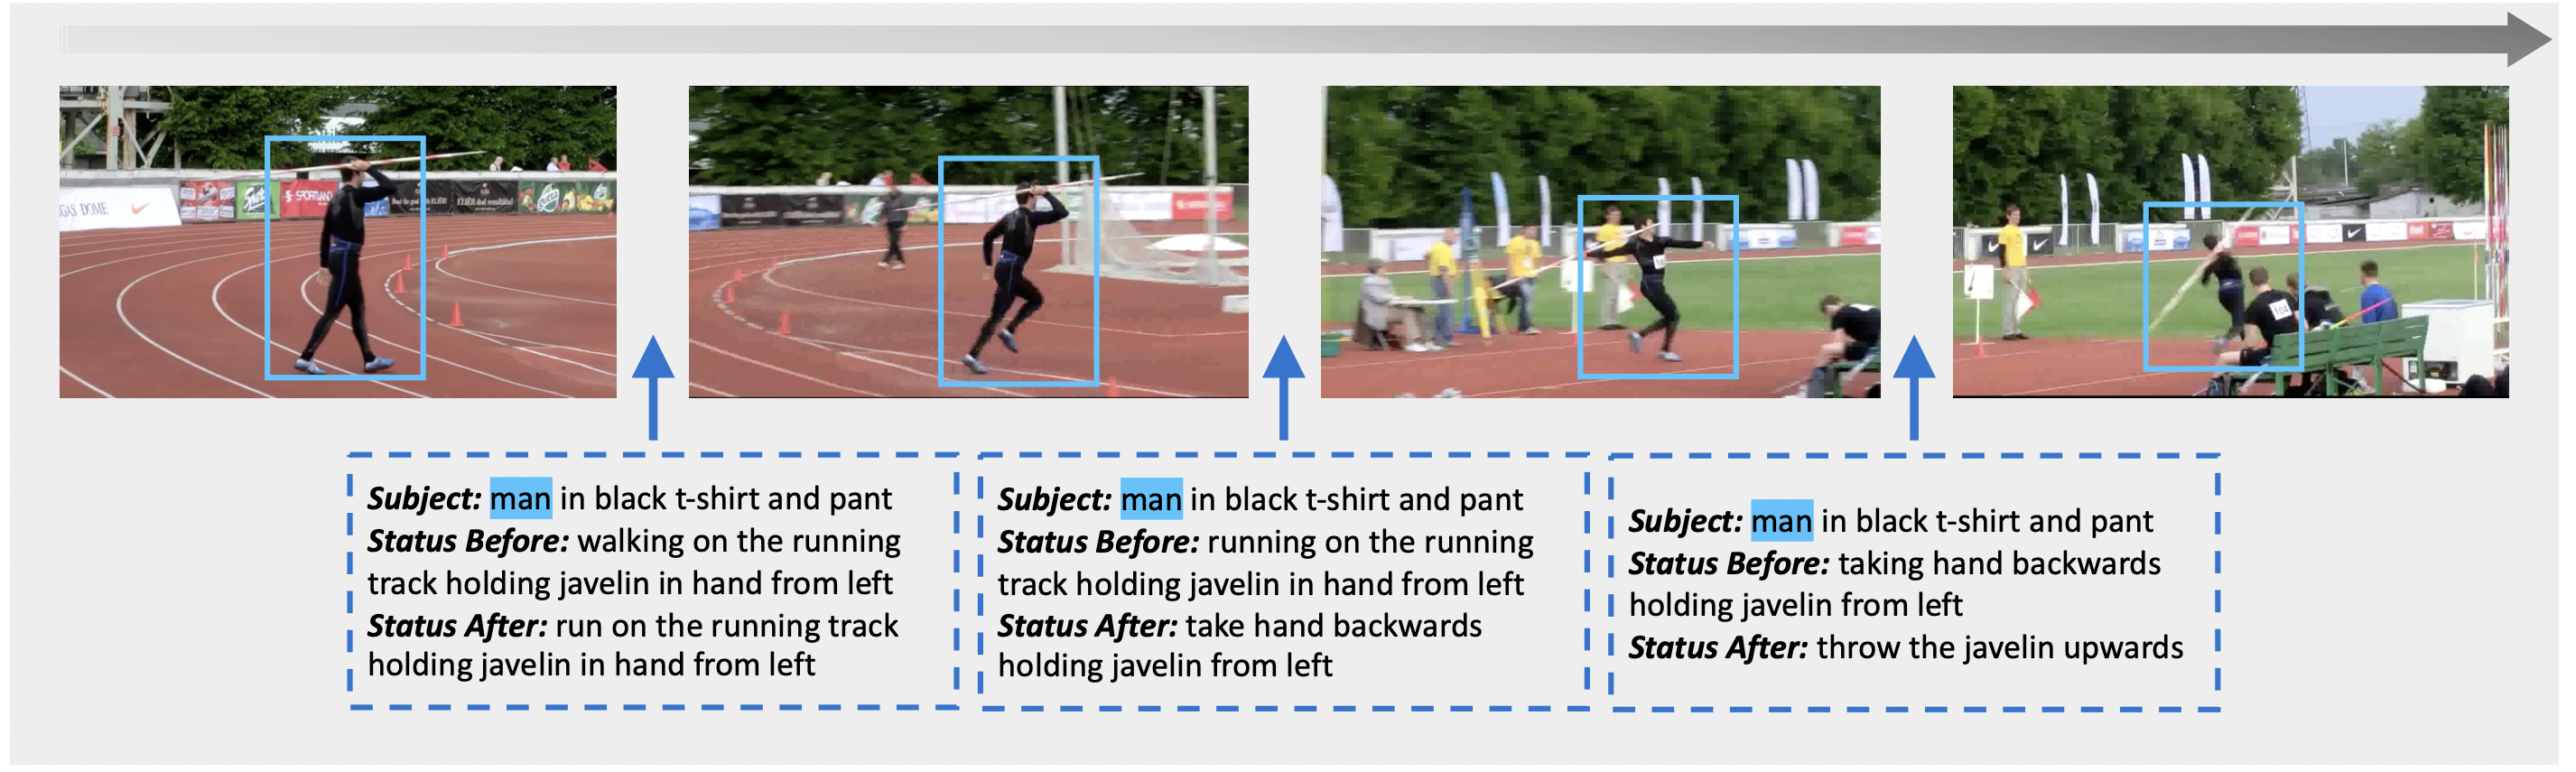 GAS DOME
SPORTLAND
Subject: man in black t-shirt and pant
Status Before: walking on the running
track holding javelin in hand from left
Status After: run on the running track
holding javelin in hand from left
Subject: man in black t-shirt and pant
Status Before: running on the running
track holding javelin in hand from left
Status After: take hand backwards
holding javelin from left
Subject: man in black t-shirt and pant
Status Before: taking hand backwards
holding javelin from left
Status After: throw the javelin upwards